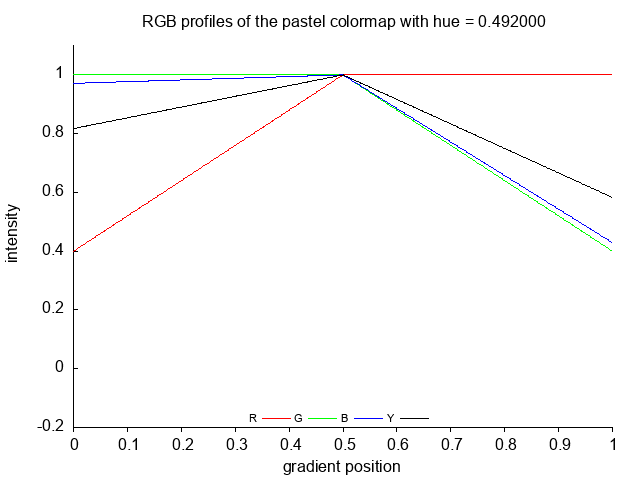 RGB profiles of the pastel colormap with hue = 0.492000
1
0.8
0.6
0.4
0.2
0
-0.2
intensity
R G B Y
0 0.1 0.2 0.3 0.4 0.5 0.6 0.7 0.8 0.9 1
gradient position